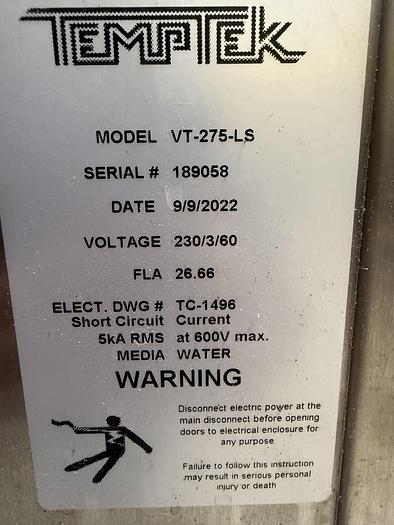 TEMPTEK
MODEL VT-275-LS
SERIAL # 189058
DATE 9/9/2022
VOLTAGE 230/3/60
FLA 26.66
ELECT. DWG # TC-1496
Short Circuit Current
5kA RMS at 600V max.
MEDIA WATER
WARNING
Disconnect electric power at the
main disconnect before opening
doors to electrical enclosure for
any purpose
Failure to follow this instruction
may result in serious personal
injury or death